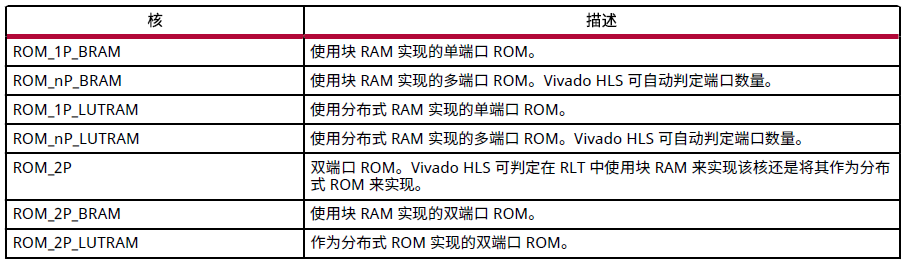 核 描述
ROM_1P_BRAM 使用块 RAM 实现的单端口 ROM。
ROM_nP_BRAM 使用块 RAM 实现的多端口 ROM。Vivado HLS 可自动判定端口数量。
ROM_1P_LUTRAM 使用分布式 RAM 实现的单端口 ROM。
ROM_nP_LUTRAM 使用分布式 RAM 实现的多端口 ROM。Vivado HLS 可自动判定端口数量。
ROM_2P 双端口 ROM。Vivado HLS 可判定在 RLT 中使用块 RAM 来实现该核还是将其作为分布
式 ROM 来实现。
ROM_2P_BRAM 使用块 RAM 实现的双端口 ROM。
ROM_2P_LUTRAM 作为分布式 ROM 实现的双端口 ROM。